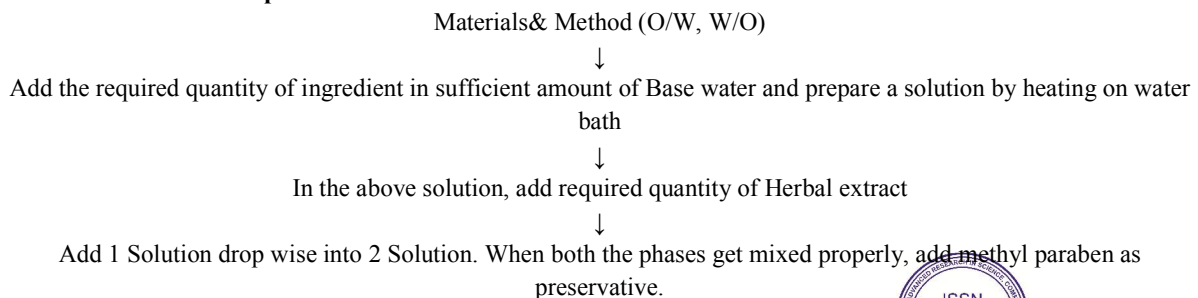 Materials& Method (O/W, W/O)
↓
Add the required quantity of ingredient in sufficient amount of Base water and prepare a solution by heating on water
bath
↓
In the above solution, add required quantity of Herbal extract
↓
Add 1 Solution drop wise into 2 Solution. When both the phases get mixed properly, add methyl paraben as
preservative.